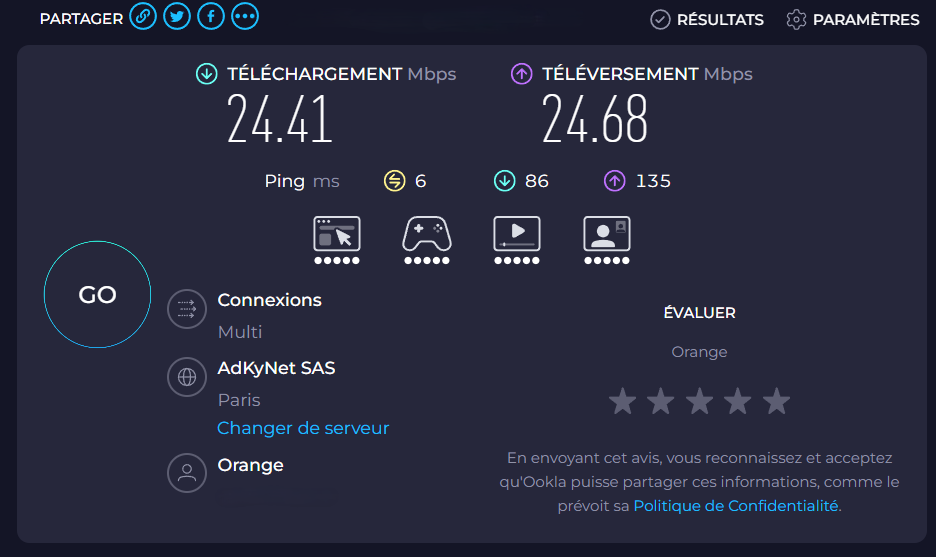 PARTAGER
RÉSULTATS PARAMÈTRES
TÉLÉCHARGEMENT Mbps TÉLÉVERSEMENT Mbps
24.41 24.68
Ping ms 6 86 135
GO
Connexions
Multi
ÉVALUER
Orange
AdKyNet SAS
Paris
Changer de serveur
Orange
En envoyant cet avis, vous reconnaissez et acceptez
qu'Ookla puisse partager ces informations, comme le
prévoit sa Politique de Confidentialité.